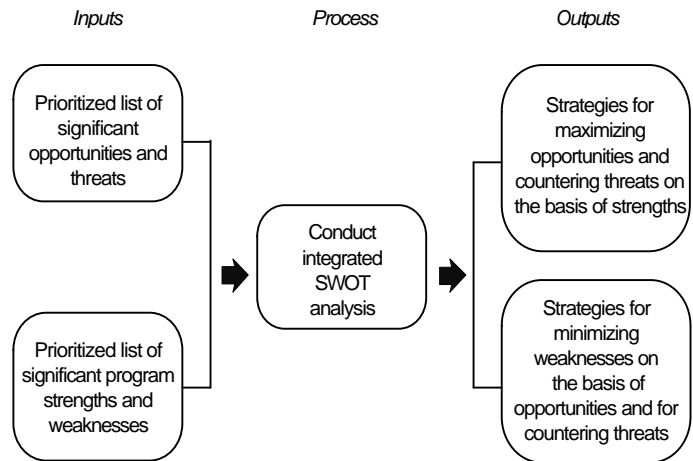 Inputs
Process
Outputs
Prioritized list of
significant
opportunities and
threats
Prioritized list of
significant program
strengths and
weaknesses
Conduct
integrated
SWOT
analysis
Strategies for
maximizing
opportunities and
countering threats on
the basis of strengths
Strategies for
minimizing
weaknesses on
the basis of
opportunities and for
countering threats